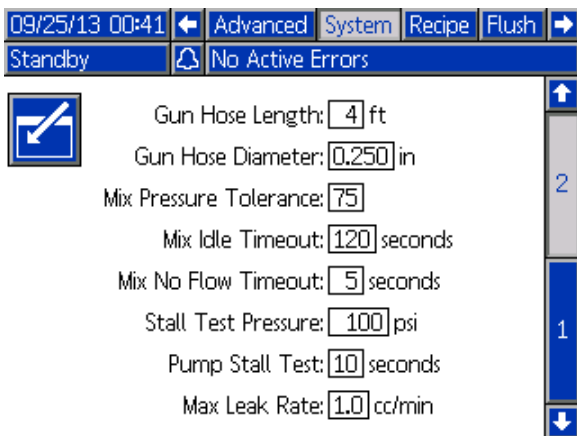 09/25/13 00:41 Advanced System Recipe Flush
Standby No Active Errors
Gun Hose Length: 4 ft
Gun Hose Diameter: 0.250 in
2
Mix Pressure Tolerance: 75
Mix Idle Timeout: 120 seconds
Mix No Flow Timeout: 5 seconds
Stall Test Pressure: 100 psi
1
Pump Stall Test: 10 seconds
Max Leak Rate: 1.0 cc/min